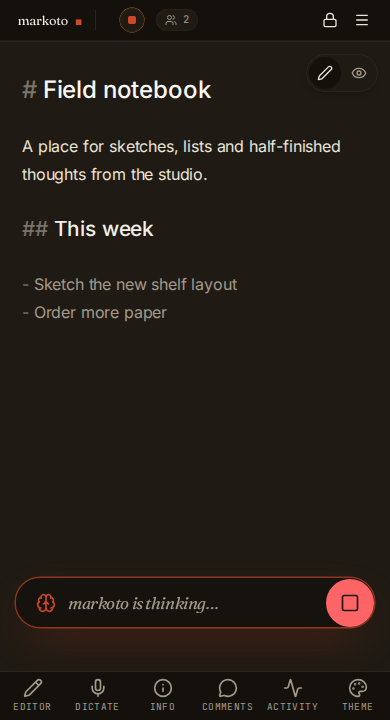 markoto
2
# Field notebook
A place for sketches, lists and half-finished
thoughts from the studio.
## This week
- Sketch the new shelf layout
- Order more paper
markoto is thinking...
EDITOR DICTATE INFO COMMENTS ACTIVITY THEME